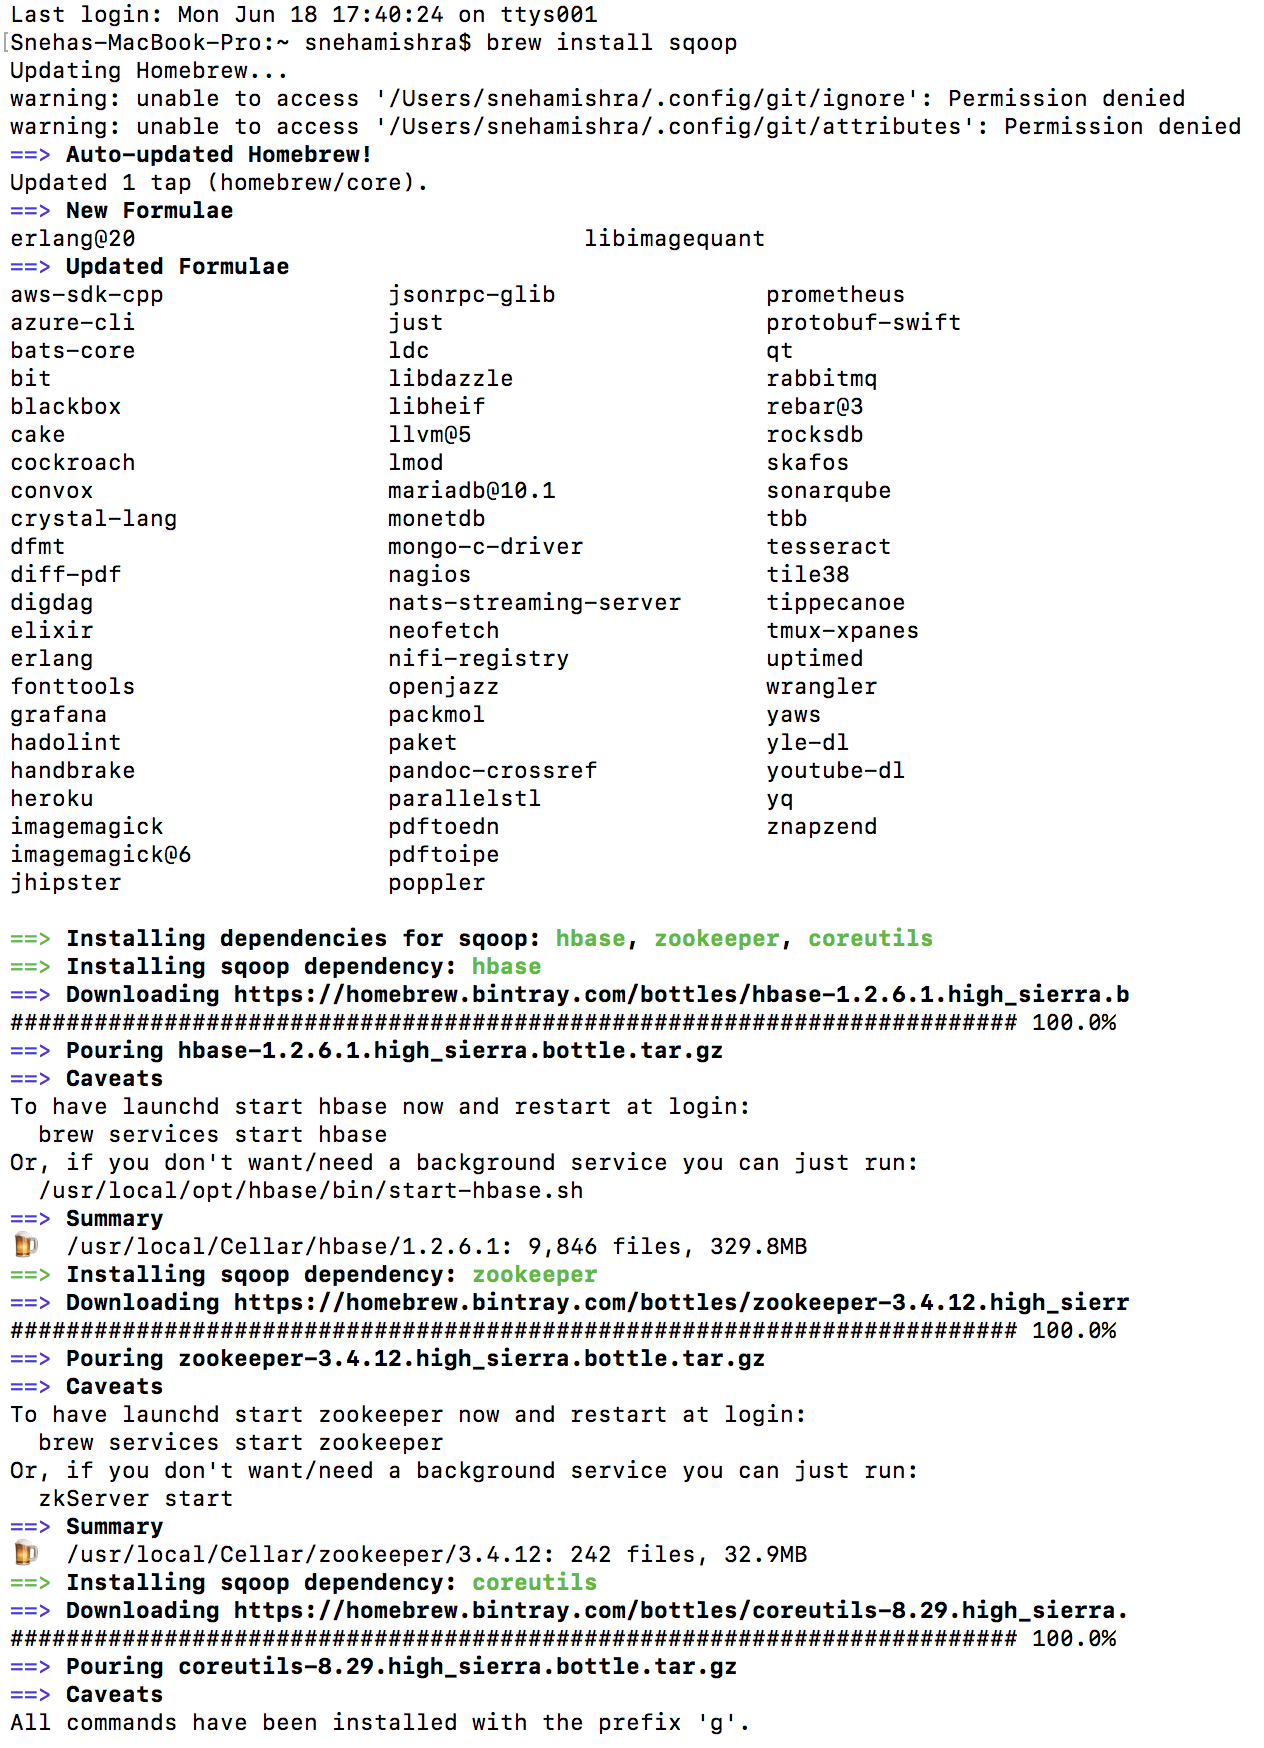 Last login: Mon Jun 18 17:40:24 on ttys001
[Snehas-MacBook-Pro:~ snehamishra$ brew install sqoop
Updating Homebrew...
warning: unable to access '/Users/snehamishra/.config/git/ignore': Permission denied
warning: unable to access '/Users/snehamishra/.config/git/attributes': Permission denied
==> Auto-updated Homebrew!
Updated 1 tap (homebrew/core).
==> New Formulae
erlang@20 libimagequant
==> Updated Formulae
aws-sdk-cpp jsonrpc-glib prometheus
azure-cli just protobuf-swift
bats-core ldc qt
bit libdazzle rabbitmq
blackbox libheif rebar@3
cake llvm@5 rocksdb
cockroach lmod skafos
convox mariadb@10.1 sonarqube
crystal-lang monetdb tbb
dfmt mongo-c-driver tesseract
diff-pdf nagios tile38
digdag nats-streaming-server tippecanoe
elixir neofetch tmux-xpanes
erlang nifi-registry uptimed
fonttools openjazz wrangler
grafana packmol yaws
hadolint paket yle-dl
handbrake pandoc-crossref youtube-dl
heroku parallelstl yq
imagemagick pdftoedn znapzend
imagemagick@6 pdftoipe
jhipster poppler
==> Installing dependencies for sqoop: hbase, zookeeper, coreutils
==> Installing sqoop dependency: hbase
==> Downloading https://homebrew.bintray.com/bottles/hbase-1.2.6.1.high_sierra.b
######################################################################## 100.0%
==> Pouring hbase-1.2.6.1.high_sierra.bottle.tar.gz
==> Caveats
To have launchd start hbase now and restart at login:
brew services start hbase
Or, if you don't want/need a background service you can just run:
/usr/local/opt/hbase/bin/start-hbase.sh
==> Summary
🍺 /usr/local/Cellar/hbase/1.2.6.1: 9,846 files, 329.8MB
==> Installing sqoop dependency: zookeeper
==> Downloading https://homebrew.bintray.com/bottles/zookeeper-3.4.12.high_sierr
######################################################################## 100.0%
==> Pouring zookeeper-3.4.12.high_sierra.bottle.tar.gz
==> Caveats
To have launchd start zookeeper now and restart at login:
brew services start zookeeper
Or, if you don't want/need a background service you can just run:
zkServer start
==> Summary
🍺 /usr/local/Cellar/zookeeper/3.4.12: 242 files, 32.9MB
==> Installing sqoop dependency: coreutils
==> Downloading https://homebrew.bintray.com/bottles/coreutils-8.29.high_sierra.
######################################################################## 100.0%
==> Pouring coreutils-8.29.high_sierra.bottle.tar.gz
==> Caveats
All commands have been installed with the prefix 'g'.